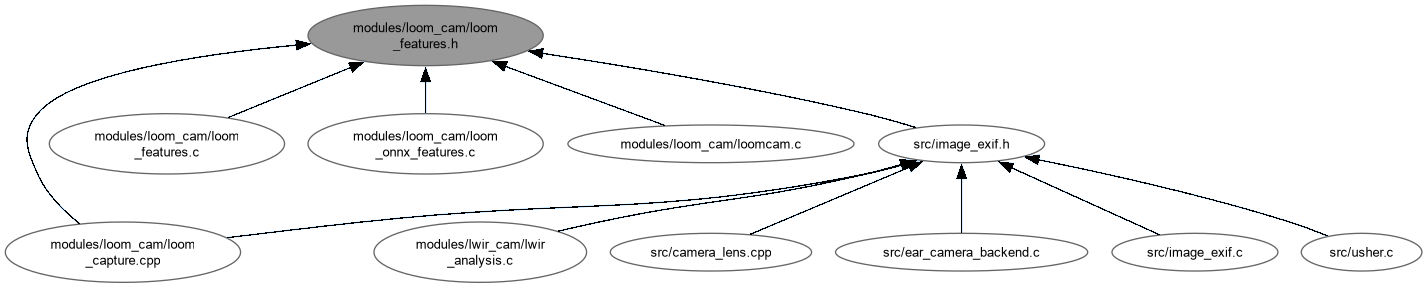 modules/loom_cam/loom
_features.h
modules/loom_cam/loom
_features.c
modules/loom_cam/loom
_onnx_features.c
modules/loom_cam/loomcam.c
src/image_exif.h
modules/loom_cam/loom
_capture.cpp
modules/lwir_cam/lwir
_analysis.c
src/camera_lens.cpp
src/ear_camera_backend.c
src/image_exif.c
src/usher.c